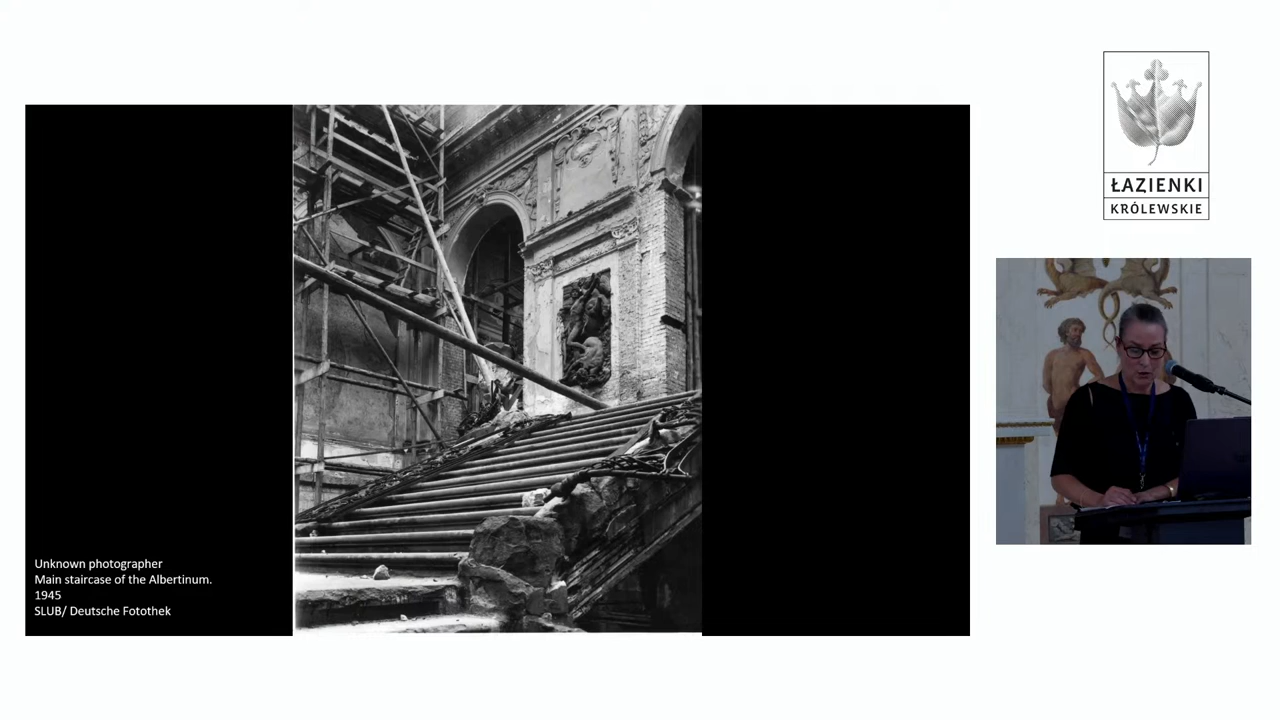 ŁAZIENKI
KRÓLEWSKIE
Unknown photographer
Main staircase of the Albertinum.
1945
SLUB/ Deutsche Fotothek